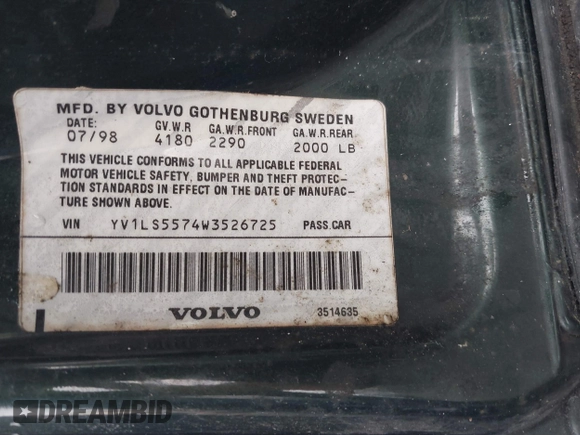 MFD. BY VOLVO GOTHENBURG SWEDEN
DATE: GV.W.R GA.W.R.FRONT GA.W.R.REAR
07/98 4180 2290 2000 LB
THIS VEHICLE CONFORMS TO ALL APPLICABLE FEDERAL
MOTOR VEHICLE SAFETY, BUMPER AND THEFT PROTEC-
TION STANDARDS IN EFFECT ON THE DATE OF MANUFAC-
TURE SHOWN ABOVE.
VIN YV1LS5574W3526725 PASS.CAR
VOLVO 3514635
DREAMBID